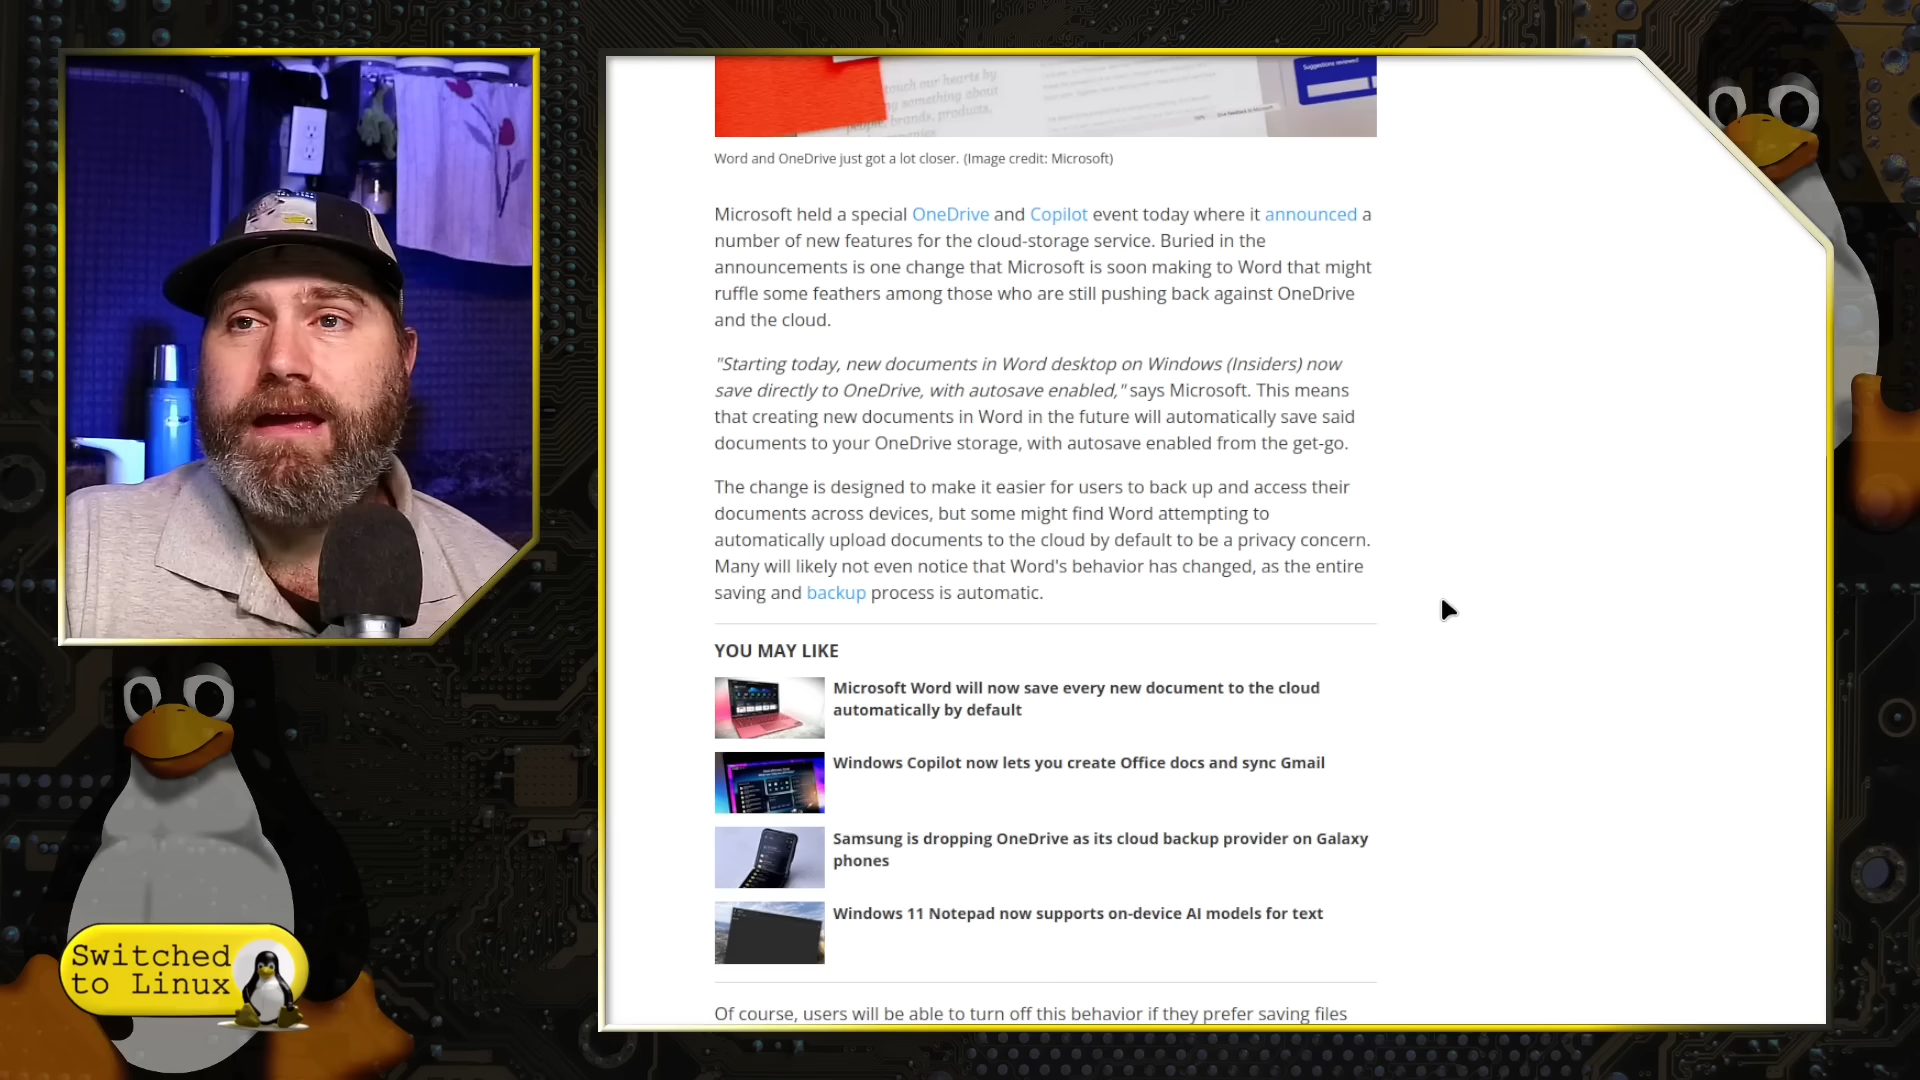 touch our hearts by
something about
people, brands, products,
Suggestions reviewed
Word and OneDrive just got a lot closer. (Image credit: Microsoft)
Microsoft held a special OneDrive and Copilot event today where it announced a
number of new features for the cloud-storage service. Buried in the
announcements is one change that Microsoft is soon making to Word that might
ruffle some feathers among those who are still pushing back against OneDrive
and the cloud.
"Starting today, new documents in Word desktop on Windows (Insiders) now
save directly to OneDrive, with autosave enabled," says Microsoft. This means
that creating new documents in Word in the future will automatically save said
documents to your OneDrive storage, with autosave enabled from the get-go.
The change is designed to make it easier for users to back up and access their
documents across devices, but some might find Word attempting to
automatically upload documents to the cloud by default to be a privacy concern.
Many will likely not even notice that Word's behavior has changed, as the entire
saving and backup process is automatic.
YOU MAY LIKE
Microsoft Word will now save every new document to the cloud
automatically by default
Windows Copilot now lets you create Office docs and sync Gmail
Samsung is dropping OneDrive as its cloud backup provider on Galaxy
phones
Windows 11 Notepad now supports on-device AI models for text
Of course, users will be able to turn off this behavior if they prefer saving files
Switched
to Linux